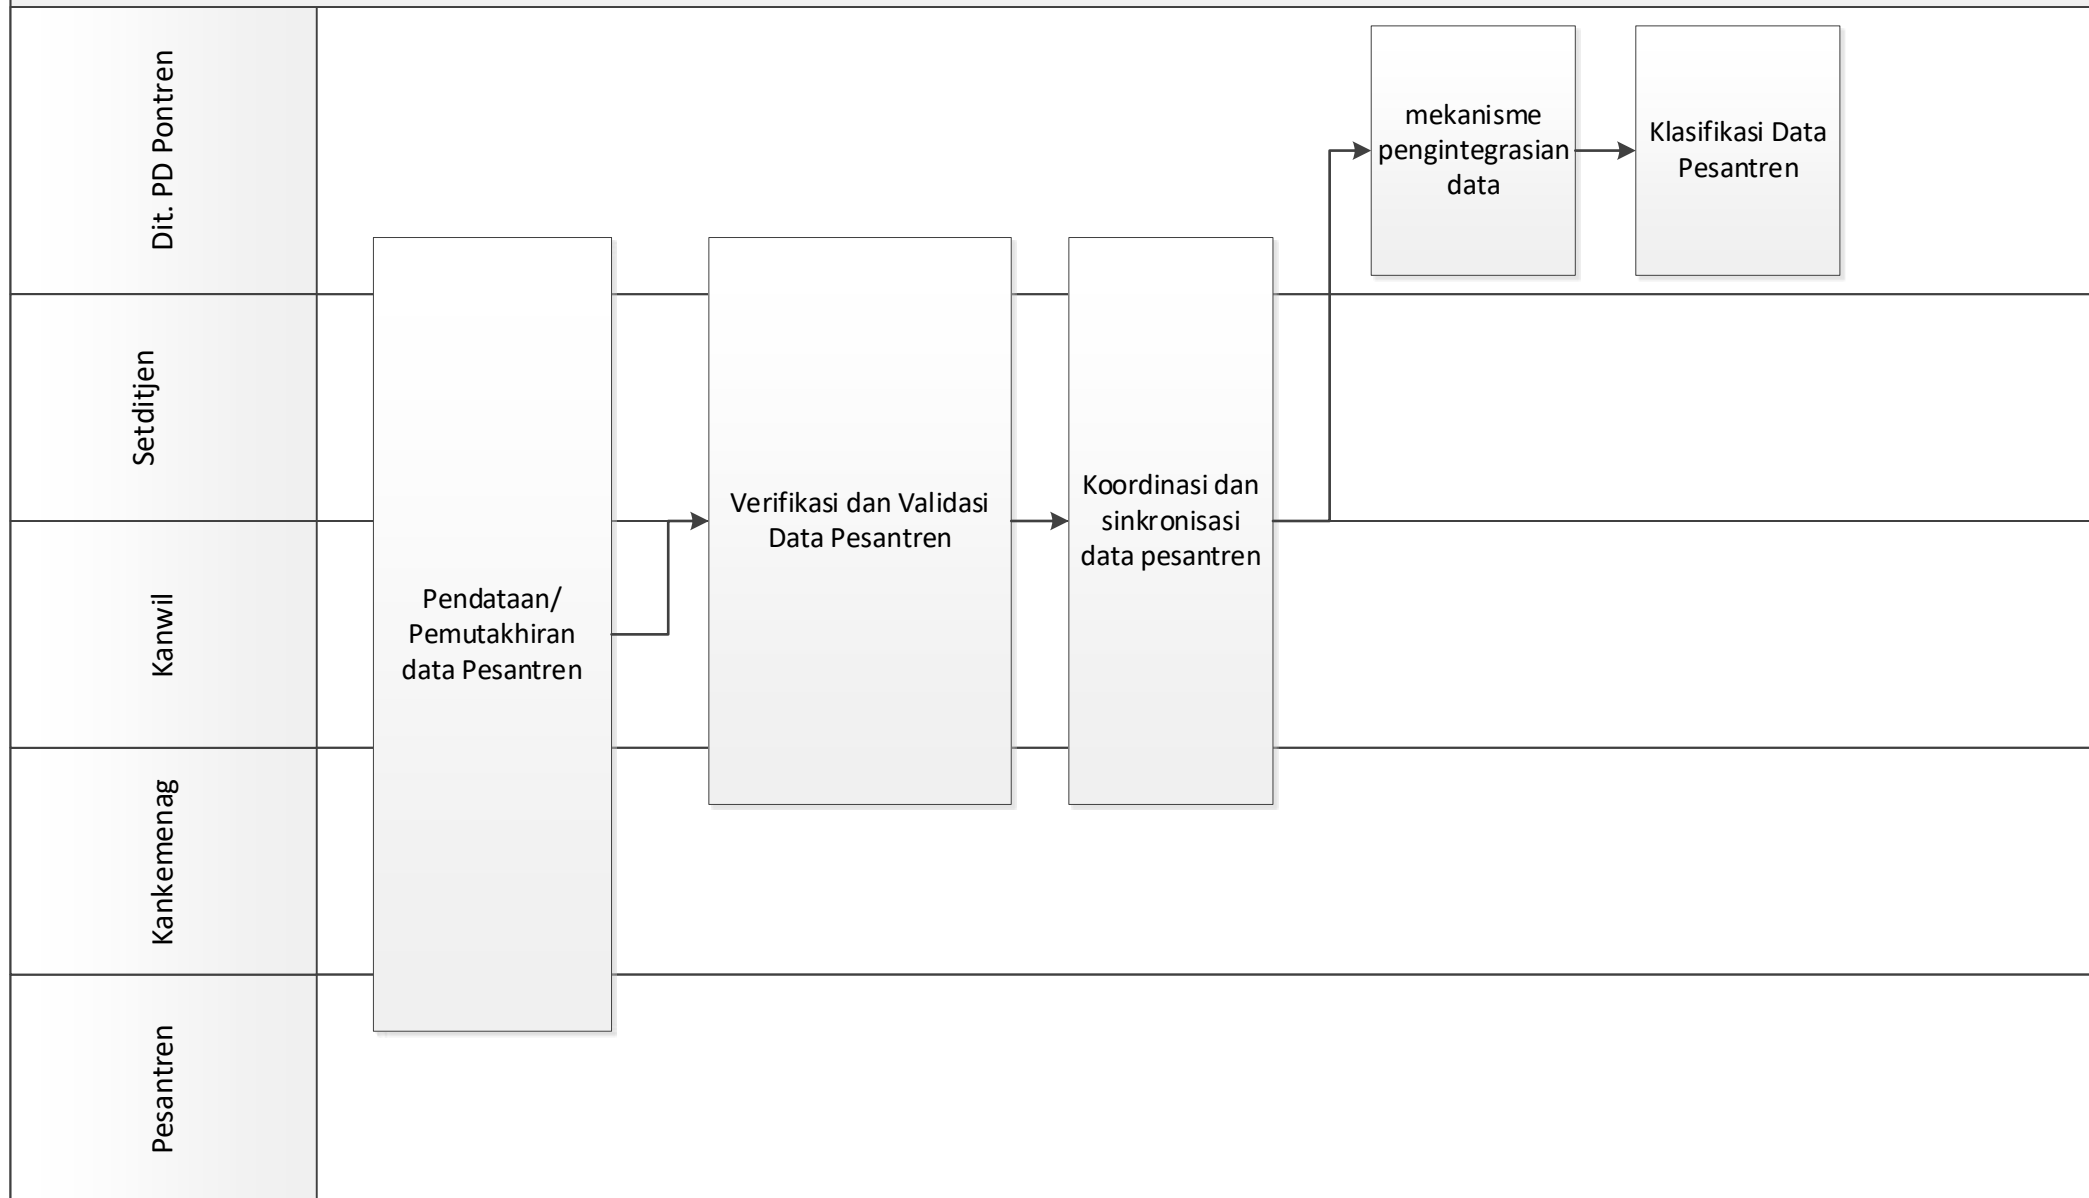 Dit. PD Pontren
Setditjen
Kanwil
Kankemenag
Pesantren
Pendataan/
Pemutakhiran
data Pesantren
Verifikasi dan Validasi
Data Pesantren
Koordinasi dan
sinkronisasi
data pesantren
mekanisme
pengintegrasian
data
Klasifikasi Data
Pesantren